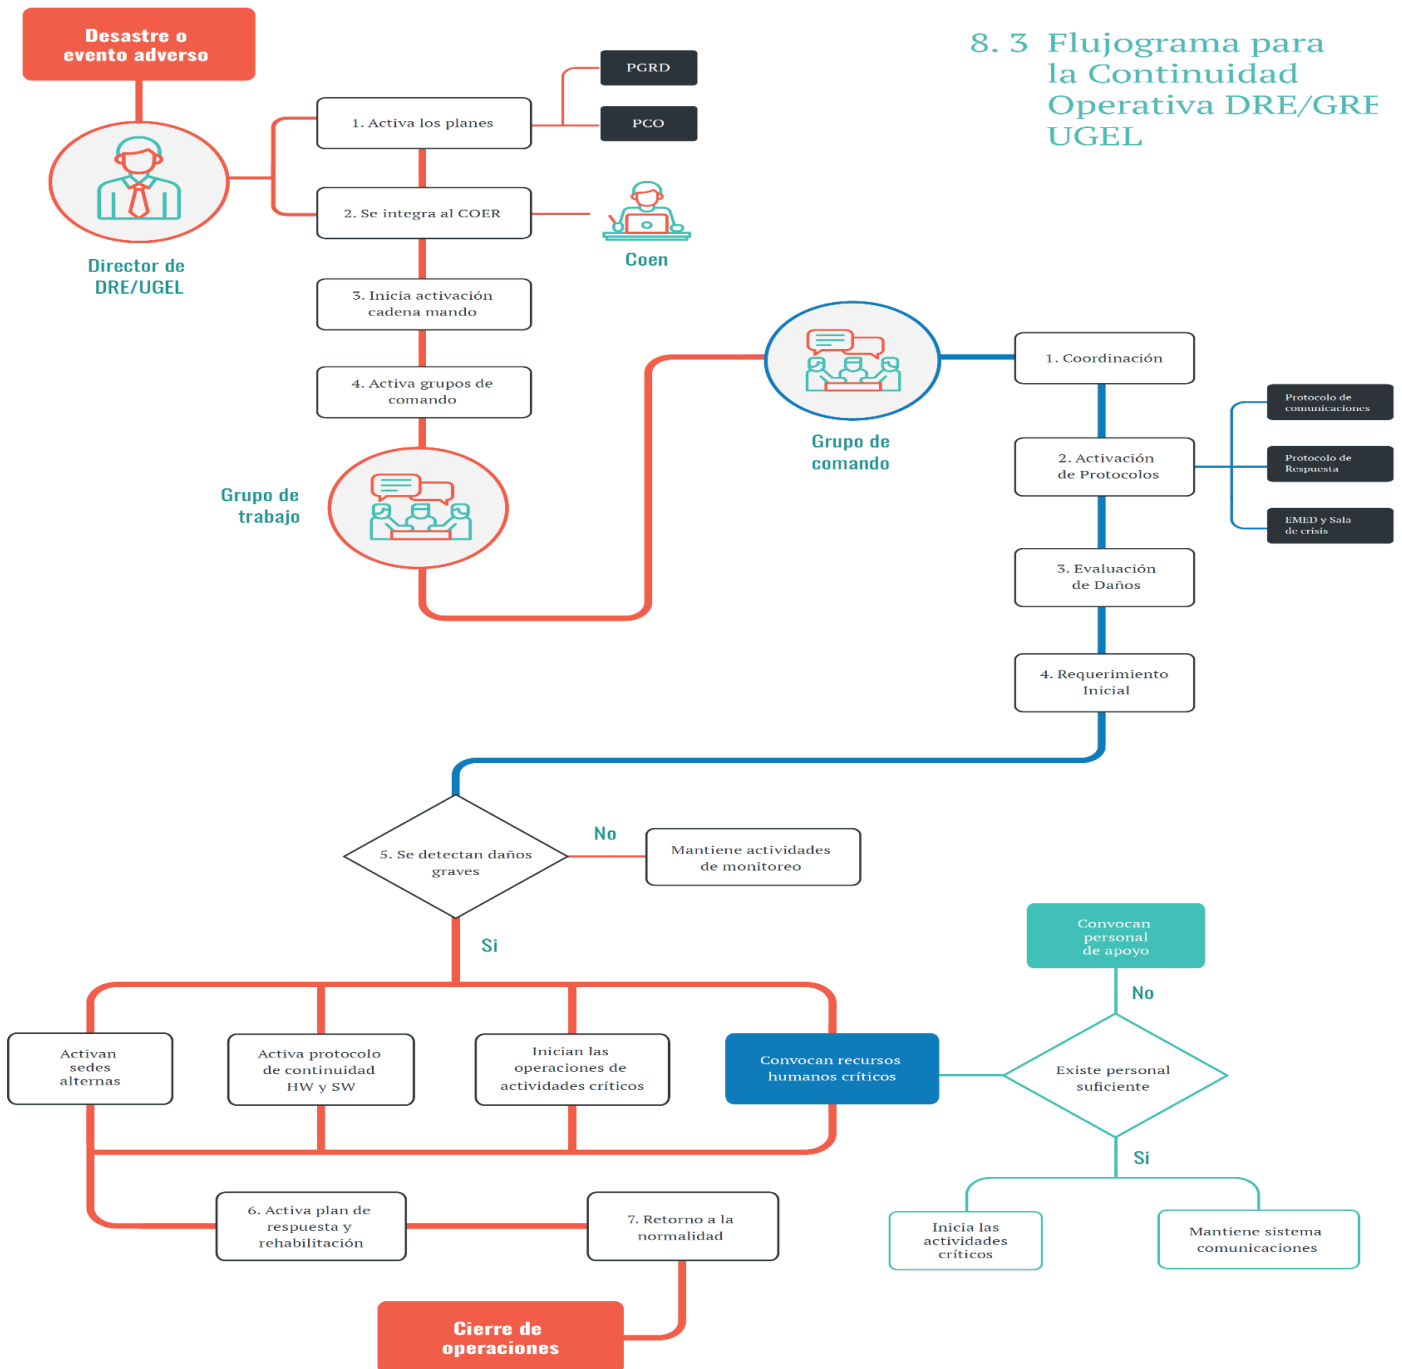 Desastre o
evento adverso
8. 3 Flujograma para
la Continuidad
Operativa DRE/GRE
UGEL
PGRD
1. Activa los planes
PCO
2. Se integra al COER
Coen
Director de
DRE/UGEL
3. Inicia activación
cadena mando
4. Activa grupos de
comando
Grupo de
trabajo
Grupo de
comando
1. Coordinación
Protocolo de
comunicaciones
2. Activación
de Protocolos
Protocolo de
Respuesta
EMED y Sala
de crisis
3. Evaluación
de Daños
4. Requerimiento
Inicial
5. Se detectan daños
graves
No
Mantiene actividades
de monitoreo
Si
Activan
sedes
alternas
Activa protocolo
de continuidad
HW y SW
Inician las
operaciones de
actividades críticos
Convocan recursos
humanos críticos
Convocan
personal
de apoyo
No
Existe personal
suficiente
Si
Inicia las
actividades
críticos
Mantiene sistema
comunicaciones
6. Activa plan de
respuesta y
rehabilitación
7. Retorno a la
normalidad
Cierre de
operaciones